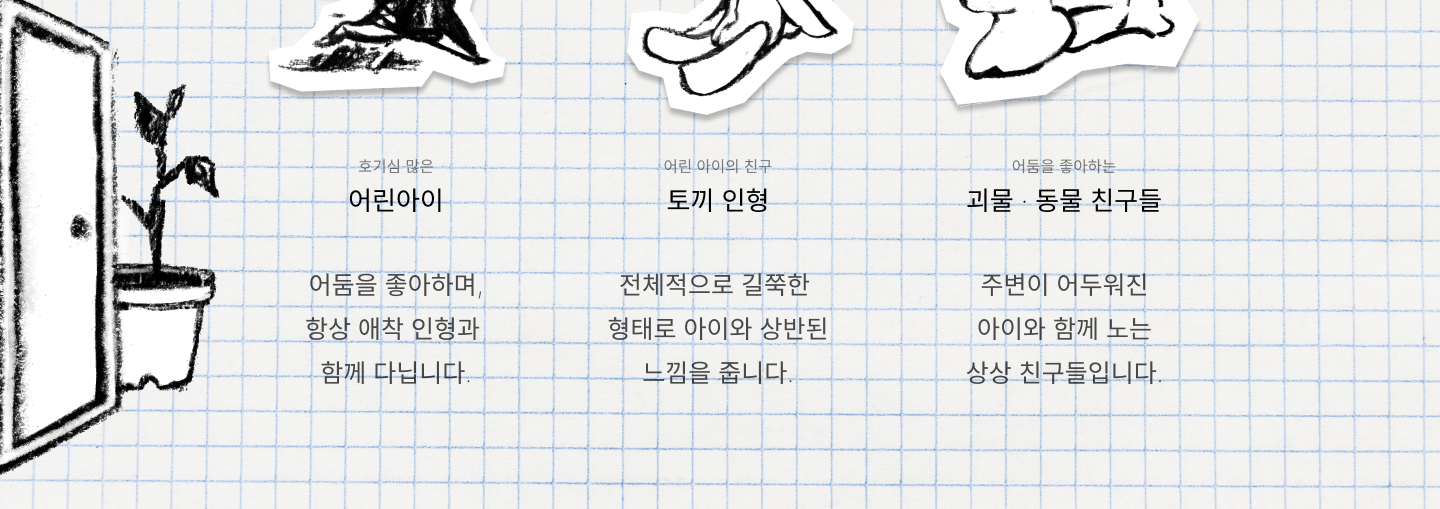 호기심 많은
어린아이
어둠을 좋아하며,
항상 애착 인형과
함께 다닙니다.
어린 아이의 친구
토끼 인형
전체적으로 길쭉한
형태로 아이와 상반된
느낌을 줍니다.
어둠을 좋아하는
괴물 · 동물 친구들
주변이 어두워진
아이와 함께 노는
상상 친구들입니다.